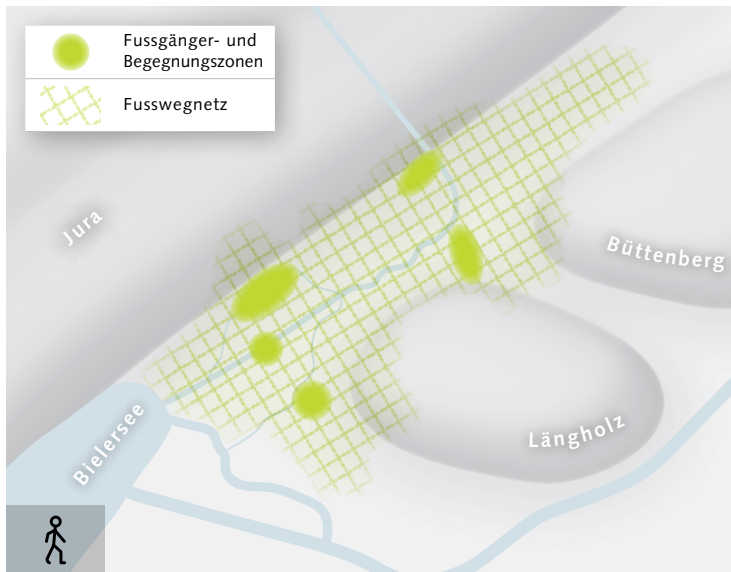 Fussgänger- und
Begegnungszonen
Fusswegnetz
Jura
Büttenberg
Längholz
Bielersee